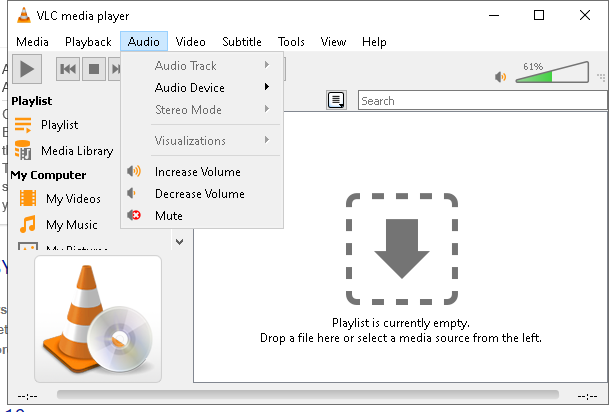 VLC media player
Media Playback Audio Video Subtitle Tools View Help
Audio Track
Audio Device
Stereo Mode
Visualizations
Increase Volume
Decrease Volume
Mute
61%
Search
Playlist
Playlist
Media Library
My Computer
My Videos
My Music
My Pictures
Playlist is currently empty.
Drop a file here or select a media source from the left.
--:--
--:--